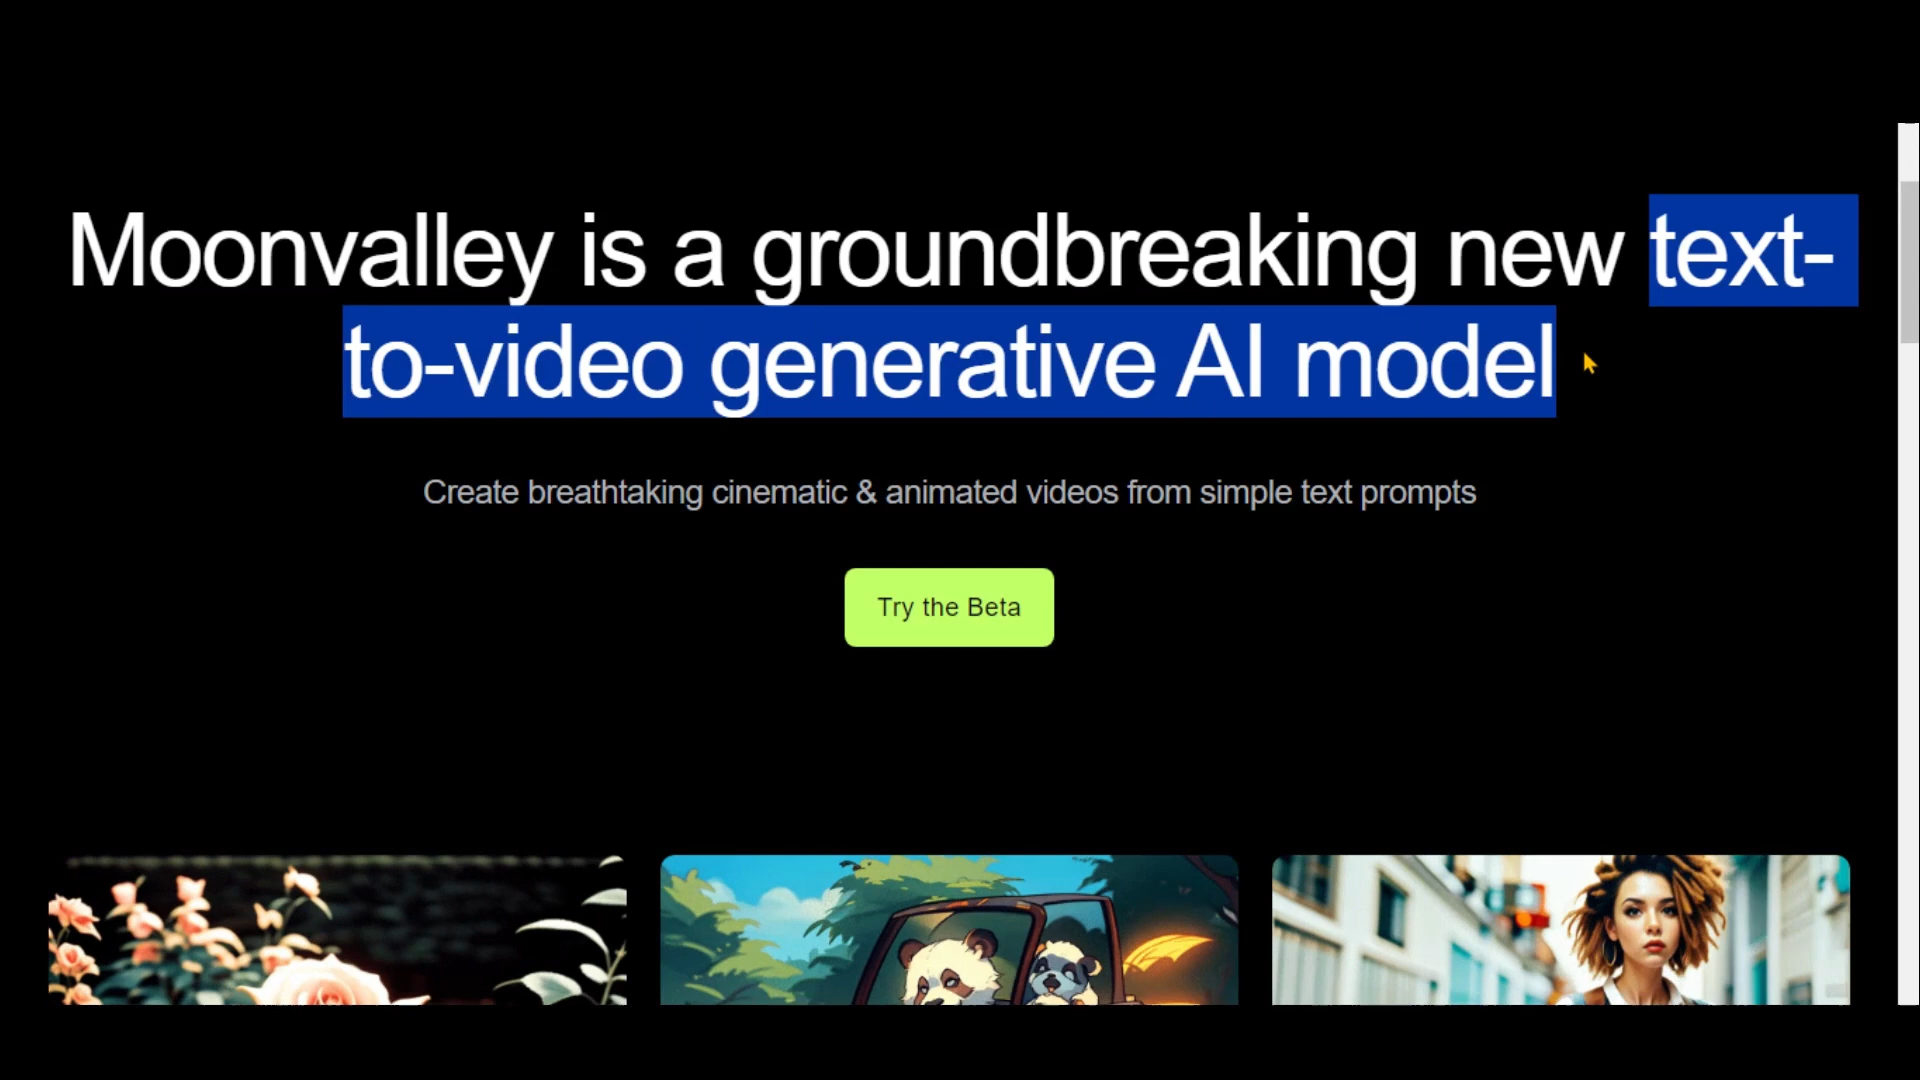 Moonvalley is a groundbreaking new text-
to-video generative AI model
Create breathtaking cinematic & animated videos from simple text prompts
Try the Beta